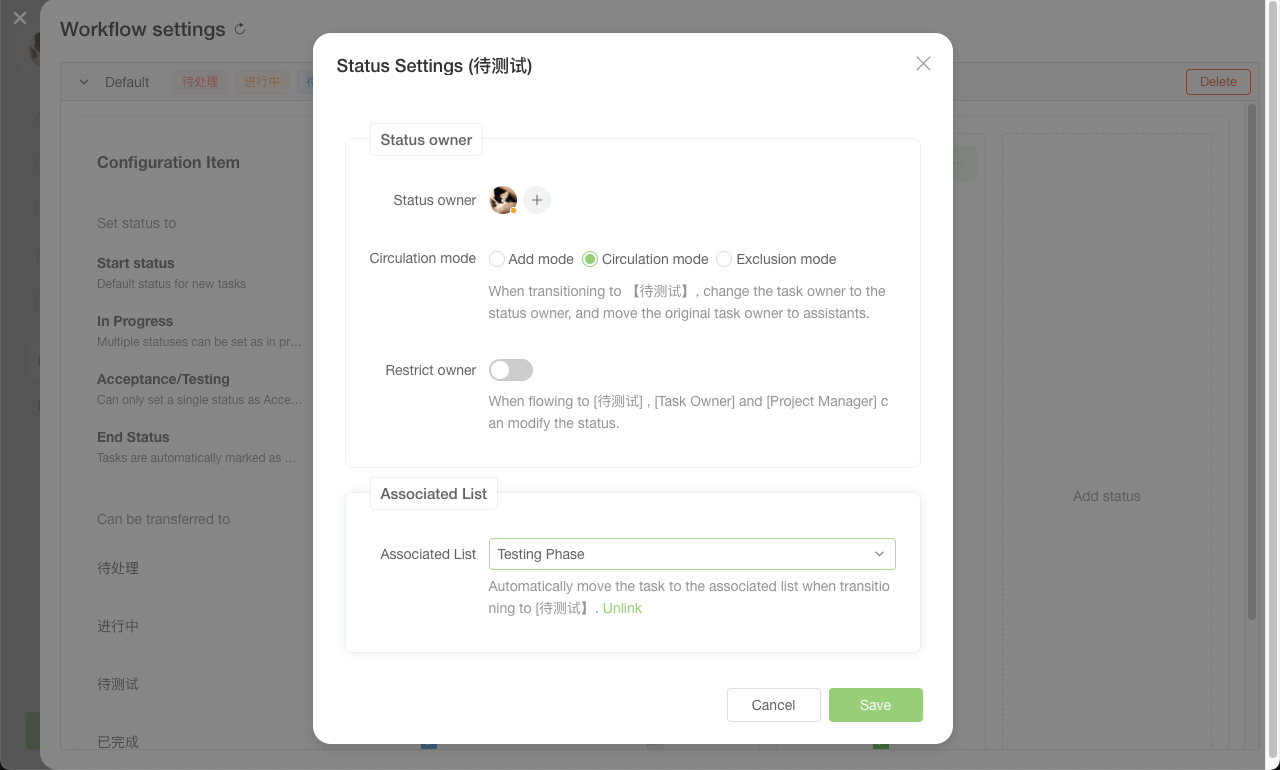 Workflow settings
Default
待处理
进行中
Delete
Configuration Item
Set status to
Start status
Default status for new tasks
In Progress
Multiple statuses can be set as in pr…
Acceptance/Testing
Can only set a single status as Acce…
End Status
Tasks are automatically marked as …
Can be transferred to
待处理
进行中
待测试
已完成
Add status
Status Settings (待测试)
Status owner
Status owner
Circulation mode
Add mode
Circulation mode
Exclusion mode
When transitioning to 【待测试】, change the task owner to the
status owner, and move the original task owner to assistants.
Restrict owner
When flowing to [待测试] , [Task Owner] and [Project Manager] c
an modify the status.
Associated List
Associated List
Testing Phase
Automatically move the task to the associated list when transitio
ning to [待测试】. Unlink
Cancel
Save